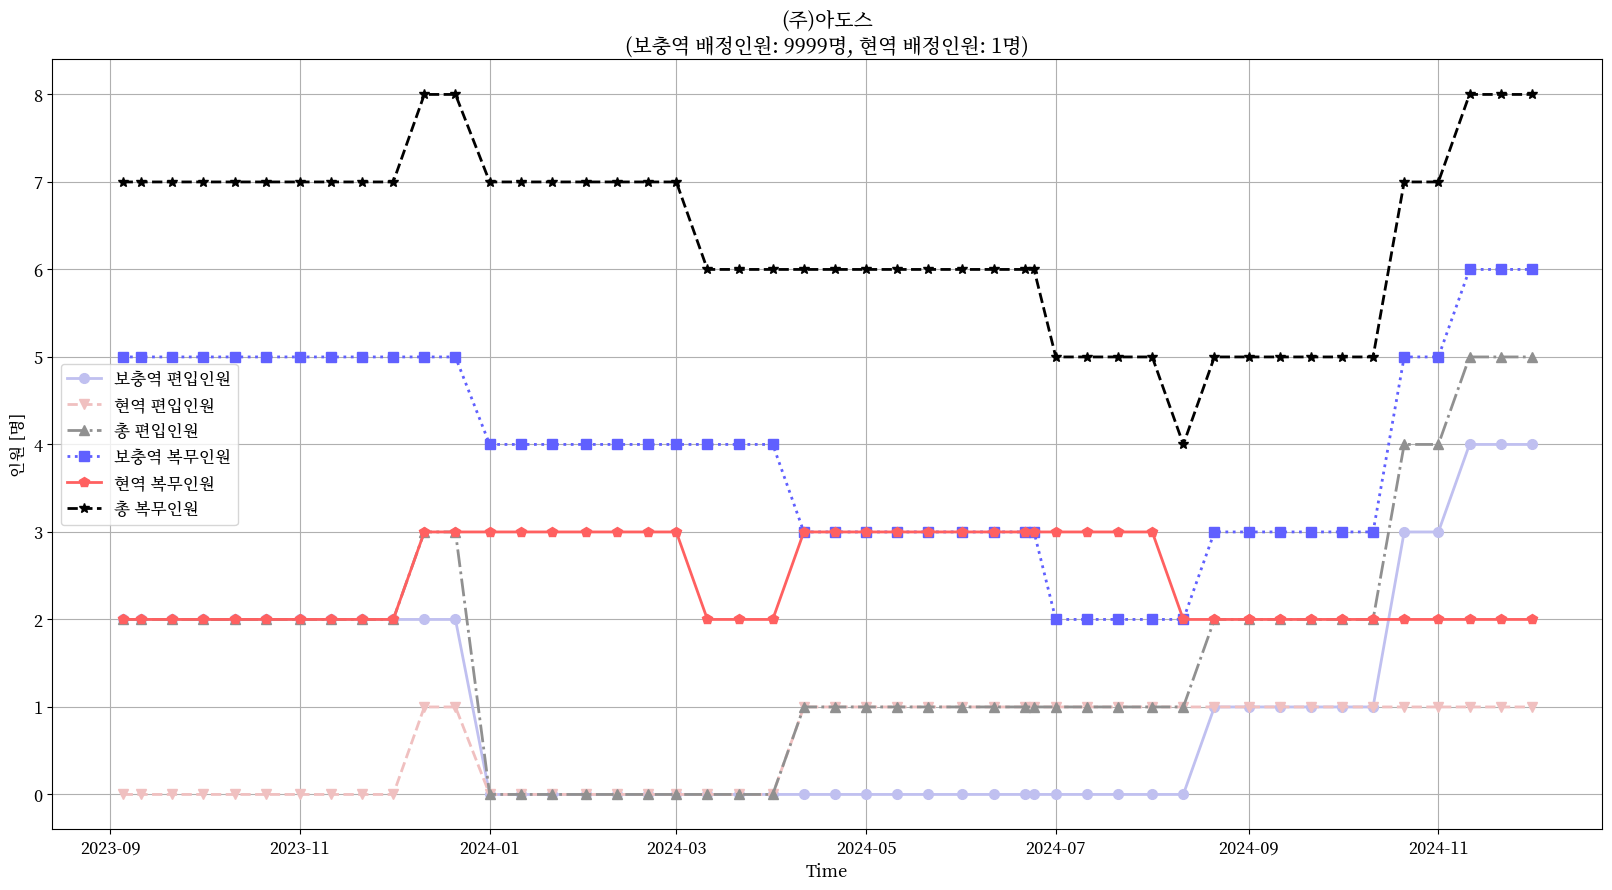 (주)아도스
(보충역 배정인원: 9999명, 현역 배정인원: 1명)
인원 [명]
8
7
6
5
4
3
2
1
0
보충역 편입인원
현역 편입인원
총 편입인원
보충역 복무인원
현역 복무인원
총 복무인원
2023-09 2023-11 2024-01 2024-03 2024-05 2024-07 2024-09 2024-11
Time